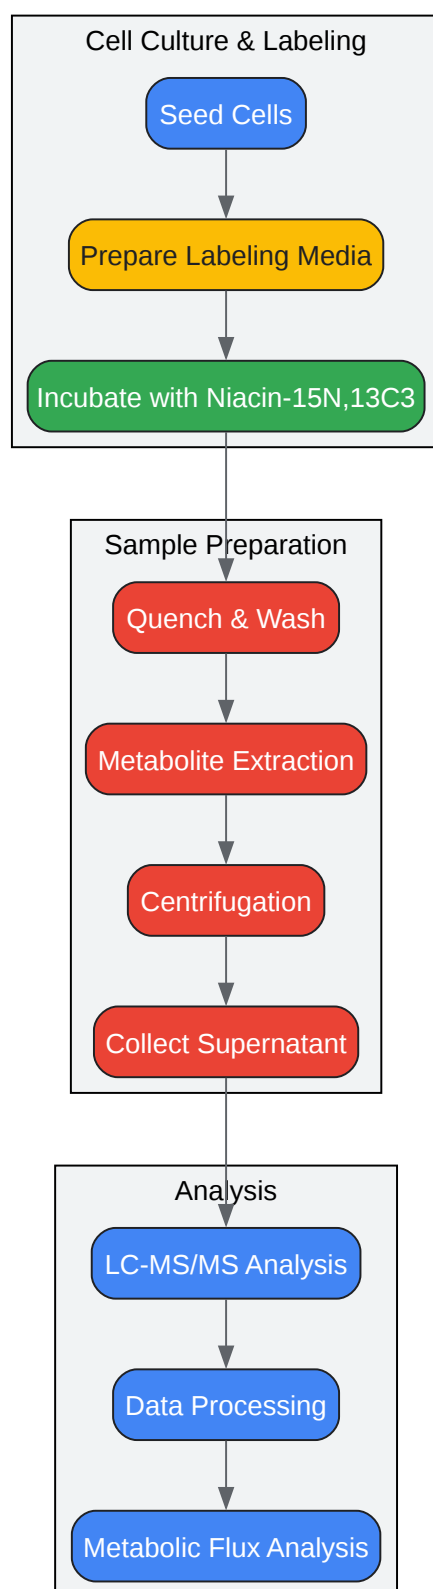 Cell Culture & Labeling
Seed Cells
Prepare Labeling Media
Incubate with Niacin-15N,13C3
Sample Preparation
Quench & Wash
Metabolite Extraction
Centrifugation
Collect Supernatant
Analysis
LC-MS/MS Analysis
Data Processing
Metabolic Flux Analysis